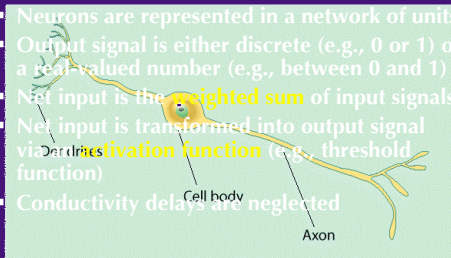 Neurons are represented in a network of units
Output signal is either discrete (e.g., 0 or 1) o
a real-valued number (e.g., between 0 and 1)
Net input is the weighted sum of input signals
Net input is transformed into output signal
via an activation function (e.g., threshold
function)
Dendrites
Cell body
Conductivity delays are neglected
Axon